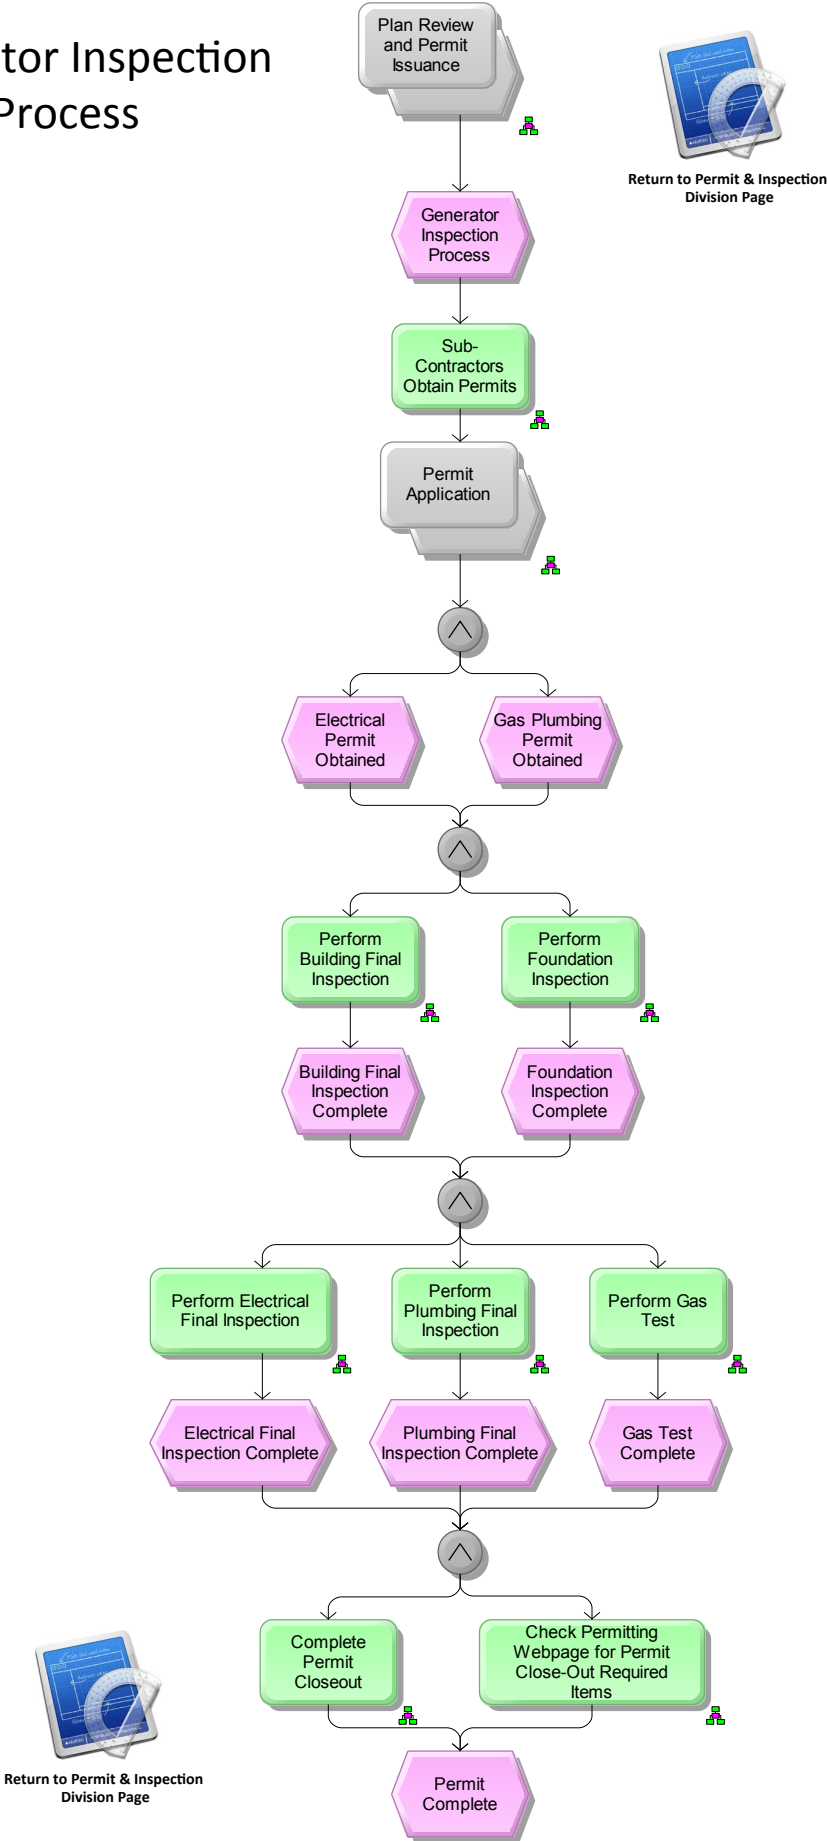 tor Inspection
Process
Plan Review
and Permit
Issuance
Return to Permit & Inspection
Division Page
Generator
Inspection
Process
Sub-
Contractors
Obtain Permits
Permit
Application
Electrical
Permit
Obtained
Gas Plumbing
Permit
Obtained
Perform
Building Final
Inspection
Perform
Foundation
Inspection
Building Final
Inspection
Complete
Foundation
Inspection
Complete
Perform Electrical
Final Inspection
Perform
Plumbing Final
Inspection
Perform Gas
Test
Electrical Final
Inspection Complete
Plumbing Final
Inspection Complete
Gas Test
Complete
Complete
Permit
Closeout
Check Permitting
Webpage for Permit
Close-Out Required
Items
Return to Permit & Inspection
Division Page
Permit
Complete